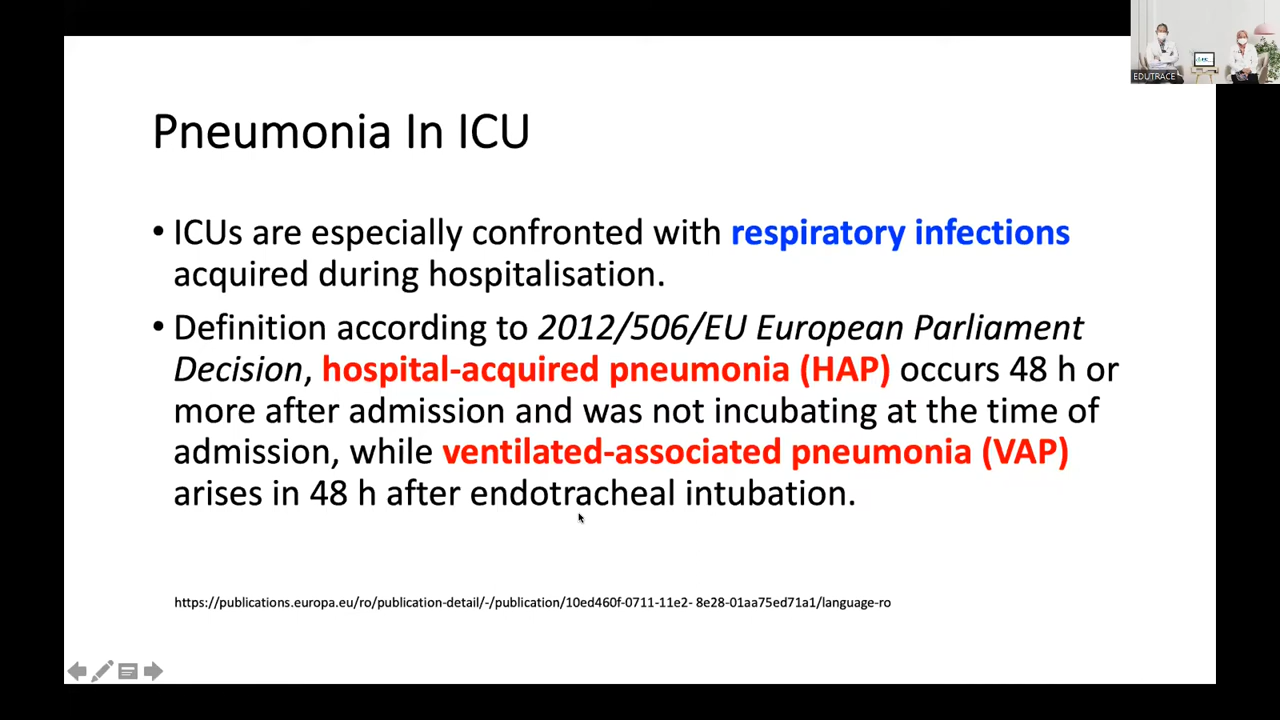 EDUTRACE
Pneumonia In ICU
• ICUs are especially confronted with respiratory infections
acquired during hospitalisation.
• Definition according to 2012/506/EU European Parliament
Decision, hospital-acquired pneumonia (HAP) occurs 48 h or
more after admission and was not incubating at the time of
admission, while ventilated-associated pneumonia (VAP)
arises in 48 h after endotracheal intubation.
https://publications.europa.eu/ro/publication-detail/-/publication/10ed460f-0711-11e2- 8e28-01aa75ed71a1/language-ro